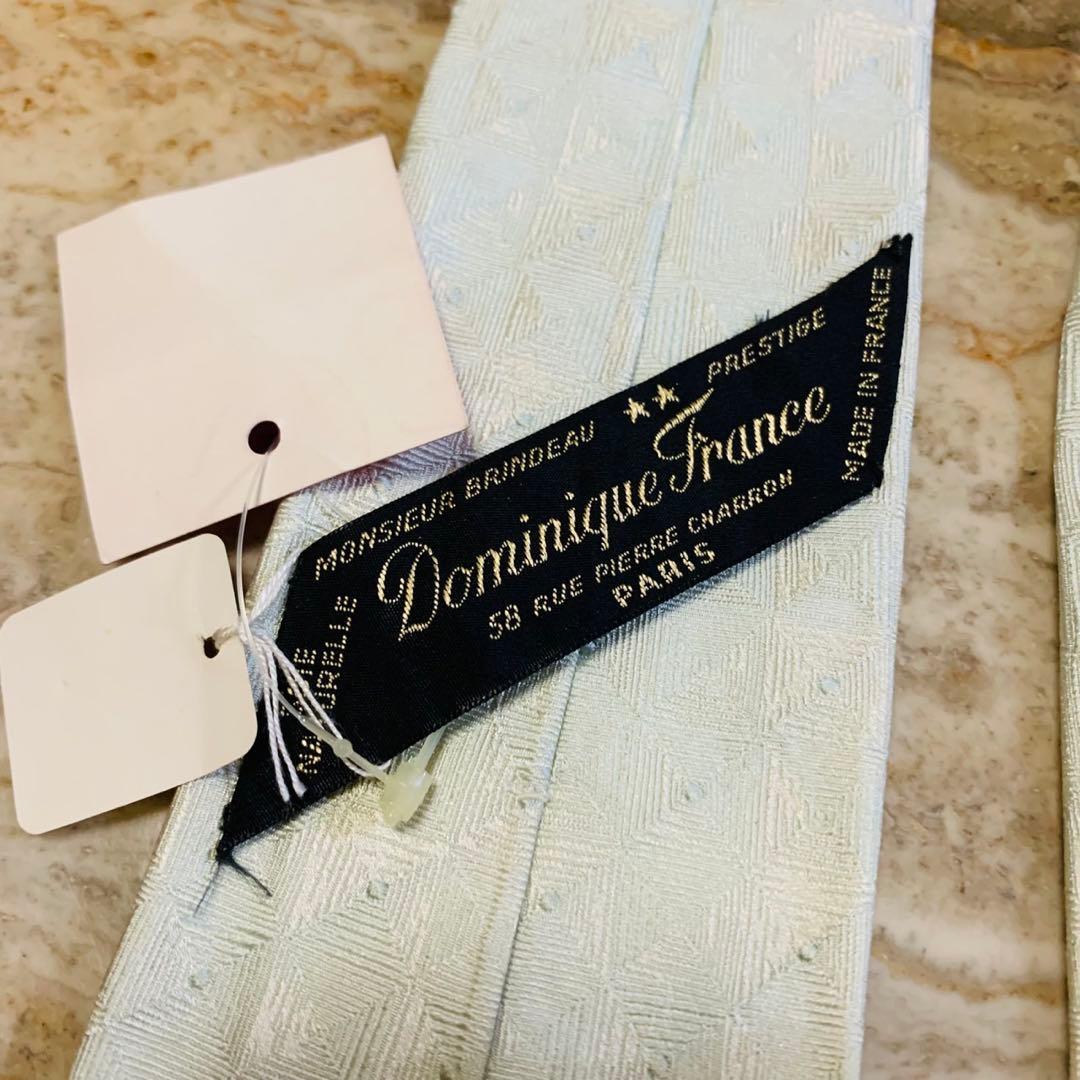 MONSIEUR BRINDEAU ★★ PRESTIGE
Dominique France
58 RUE PIERRE CHARRON
PARIS
MADE IN FRANCE